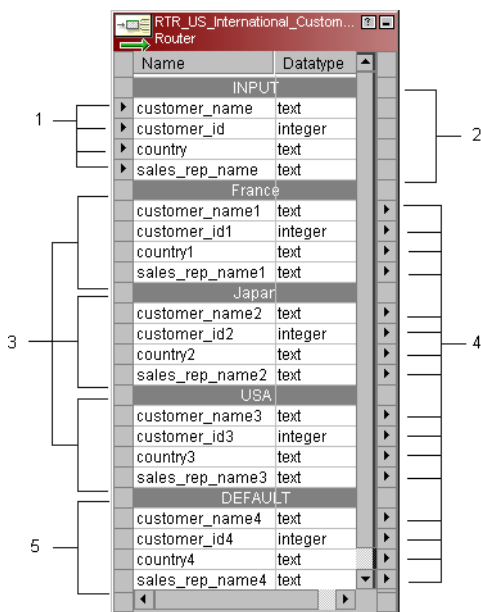 RTR_US_International_Custom...
Router
Name Datatype
INPUT
customer_name text
customer_id integer
country text
sales_rep_name text
France
customer_name1 text
customer_id1 integer
country1 text
sales_rep_name1 text
Japan
customer_name2 text
customer_id2 integer
country2 text
sales_rep_name2 text
USA
customer_name3 text
customer_id3 integer
country3 text
sales_rep_name3 text
DEFAULT
customer_name4 text
customer_id4 integer
country4 text
sales_rep_name4 text
1
2
3
4
5